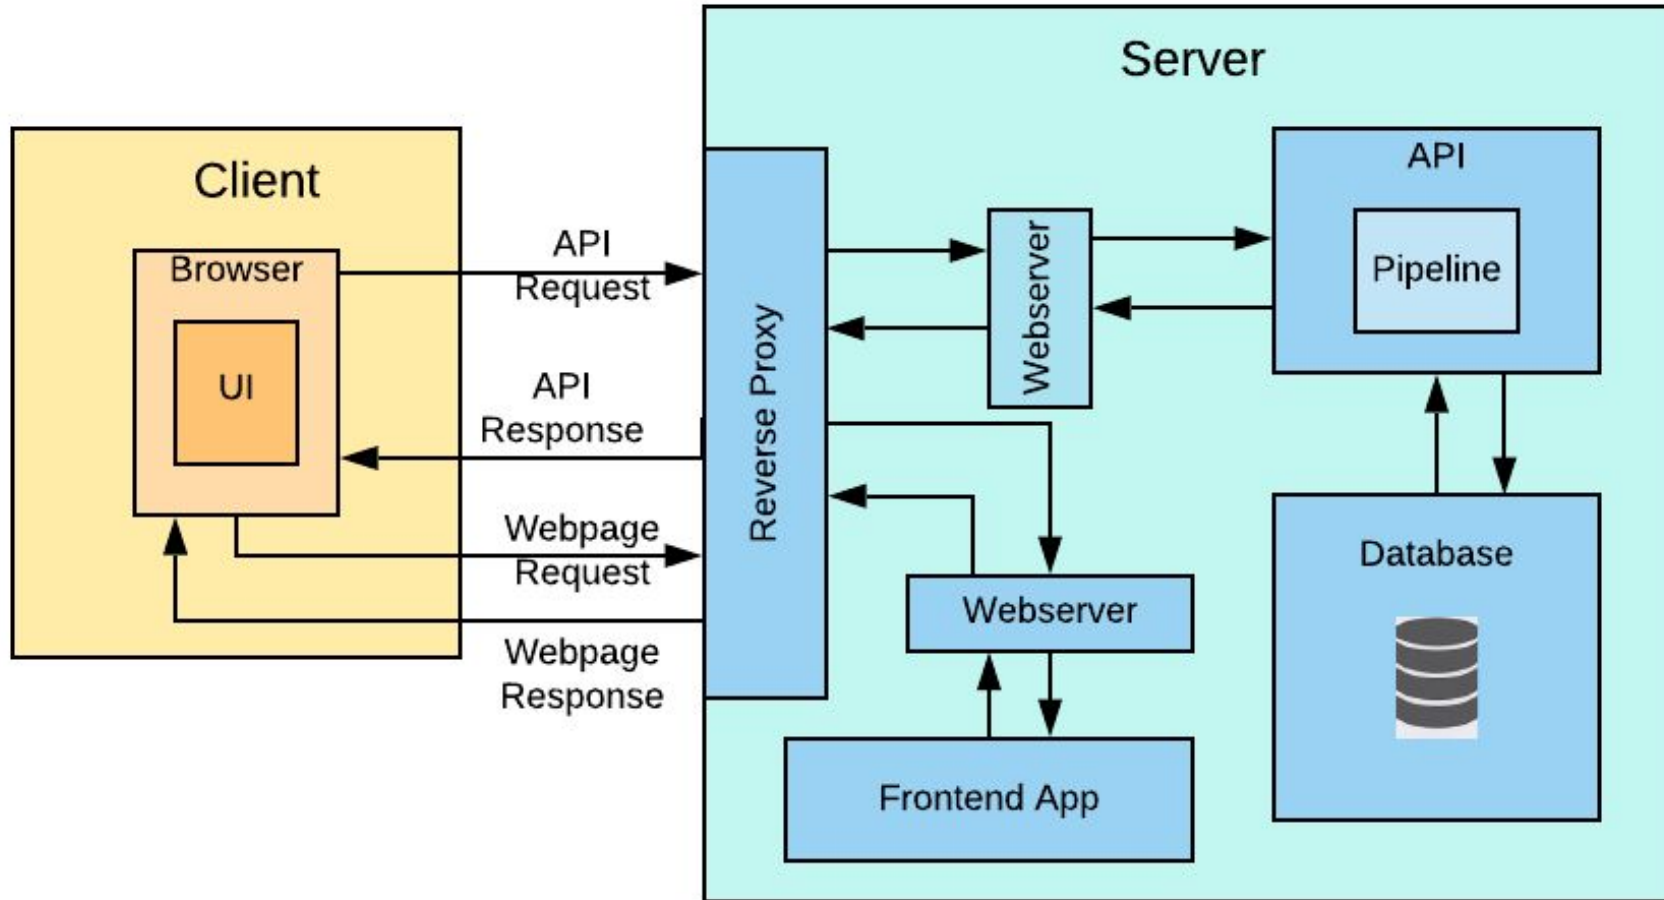 Server
Client
API
Browser
API
Request
Webserver
Pipeline
UI
API
Response
Reverse Proxy
Webpage
Request
Database
Webserver
Webpage
Response
Frontend App